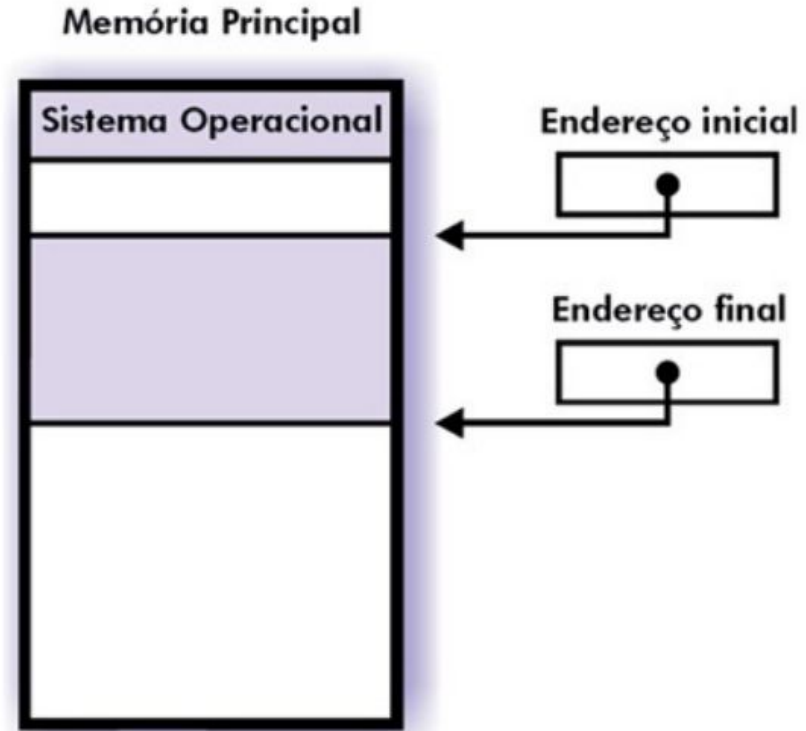 Memória Principal
Sistema Operacional
Endereço inicial
Endereço final